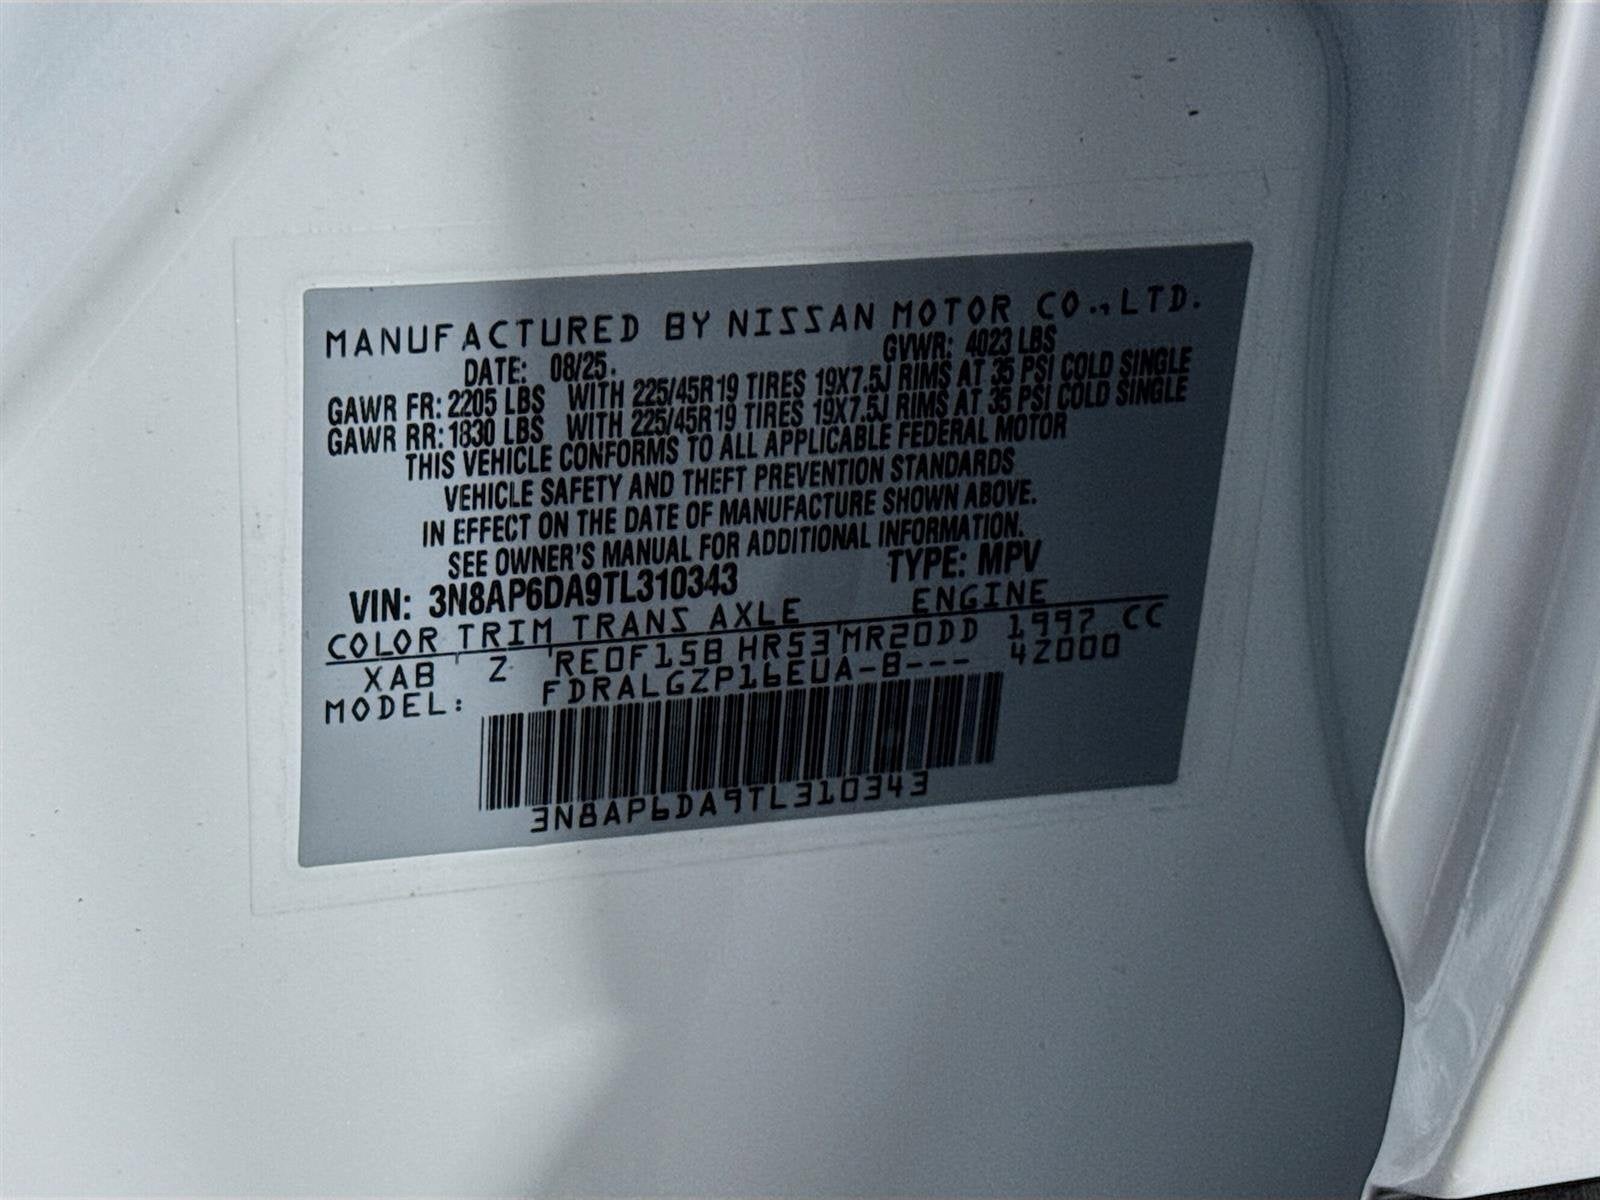 MANUFACTURED BY NISSAN MOTOR CO., LTD.
DATE: 08/25. GVWR: 4023 LBS
GAWR FR: 2205 LBS WITH 225/45R19 TIRES 19X7.5J RIMS AT 35 PSI COLD SINGLE
GAWR RR: 1830 LBS WITH 225/45R19 TIRES 19X7.5J RIMS AT 35 PSI COLD SINGLE
THIS VEHICLE CONFORMS TO ALL APPLICABLE FEDERAL MOTOR
VEHICLE SAFETY AND THEFT PREVENTION STANDARDS
IN EFFECT ON THE DATE OF MANUFACTURE SHOWN ABOVE.
SEE OWNER'S MANUAL FOR ADDITIONAL INFORMATION.
VIN: 3N8AP6DA9TL310343 TYPE: MPV
COLOR TRIM TRANS AXLE ENGINE
XAB Z RE0F15B HR53 MR20DD 1997 CC
MODEL: FDRALGZP16EUA-B--- 4Z000
3N8AP6DA9TL310343